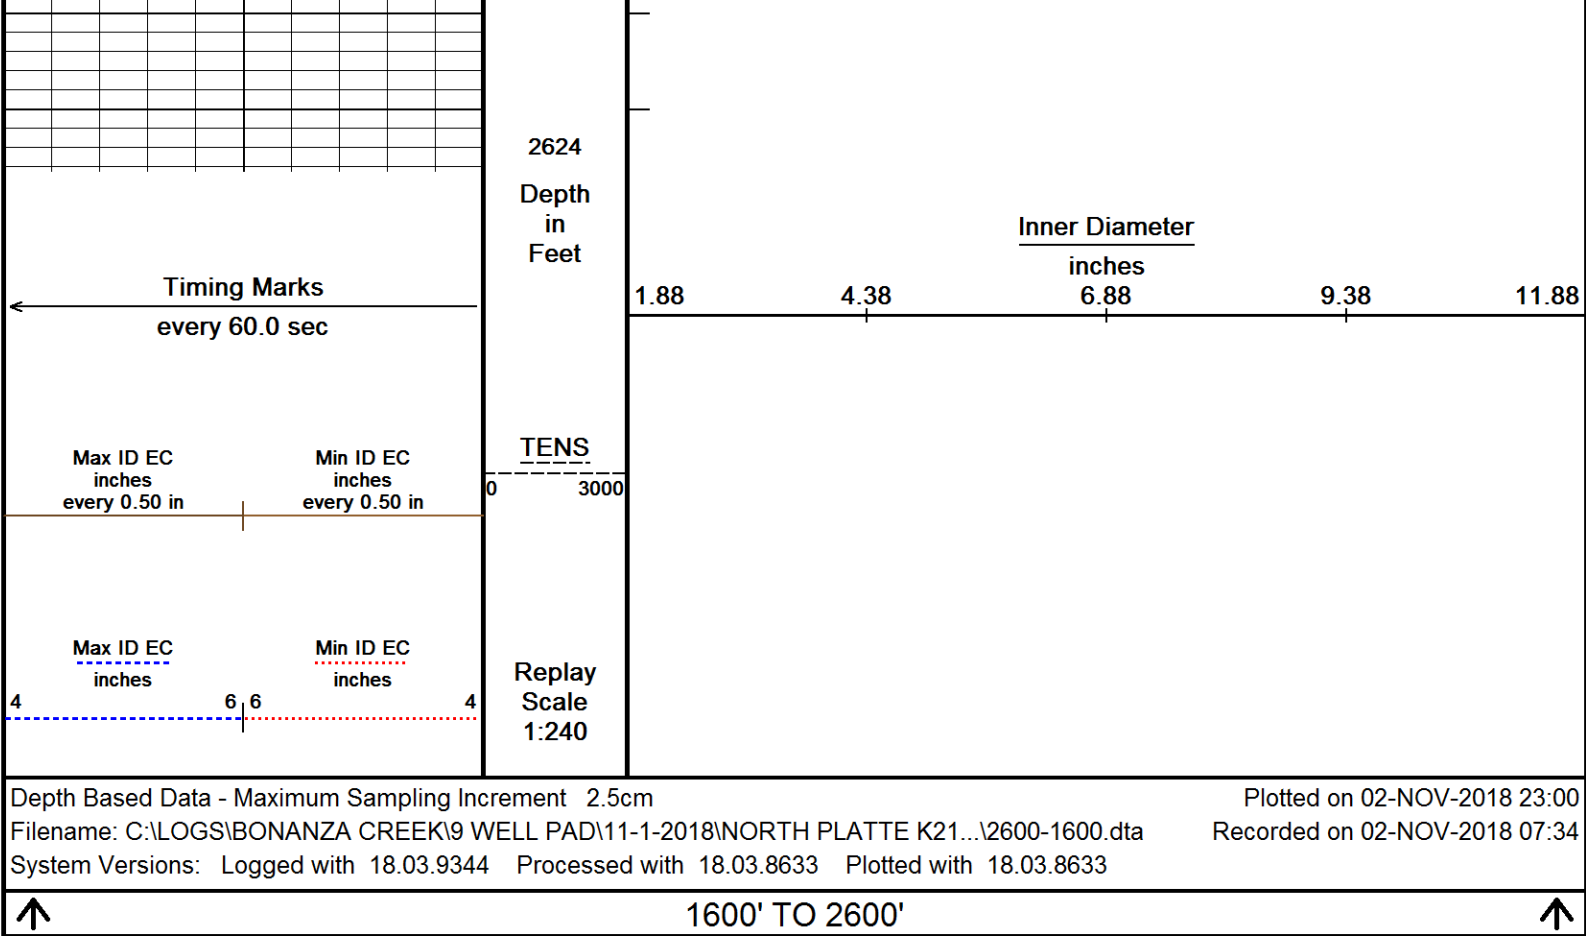 2624
Depth
in
Feet
Inner Diameter
inches
1.88 4.38 6.88 9.38 11.88
Timing Marks
every 60.0 sec
TENS
0 3000
Max ID EC
inches
every 0.50 in
Min ID EC
inches
every 0.50 in
Max ID EC
inches
4 6
Min ID EC
inches
6 4
Replay
Scale
1:240
Depth Based Data - Maximum Sampling Increment 2.5cm
Plotted on 02-NOV-2018 23:00
Filename: C:\LOGS\BONANZA CREEK\9 WELL PAD\11-1-2018\NORTH PLATTE K21...\2600-1600.dta
Recorded on 02-NOV-2018 07:34
System Versions: Logged with 18.03.9344 Processed with 18.03.8633 Plotted with 18.03.8633
1600' TO 2600'